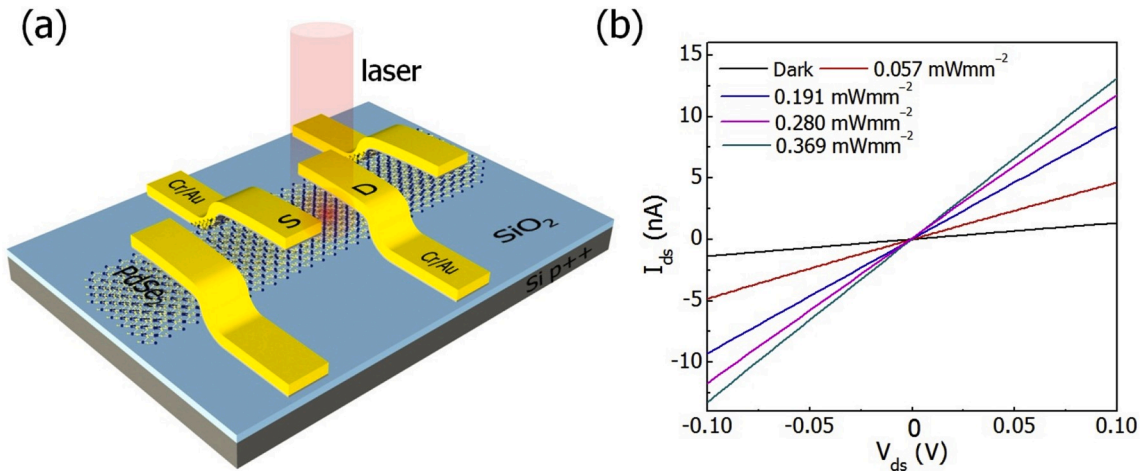 (a)
laser
Cr/Au
S
D
Cr/Au
PdSe₂
SiO₂
Si p++
(b)
Dark 0.057 mWmm⁻²
0.191 mWmm⁻²
0.280 mWmm⁻²
0.369 mWmm⁻²
I_ds (nA)
15
10
5
0
-5
-10
-0.10 -0.05 0 0.05 0.10
V_ds (V)